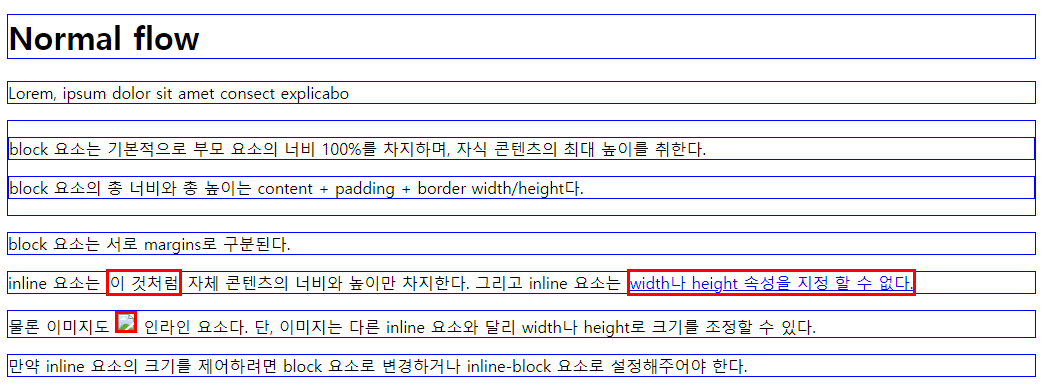 Normal flow
Lorem, ipsum dolor sit amet consect explicabo
block 요소는 기본적으로 부모 요소의 너비 100%를 차지하며, 자식 콘텐츠의 최대 높이를 취한다.
block 요소의 총 너비와 총 높이는 content + padding + border width/height다.
block 요소는 서로 margins로 구분된다.
inline 요소는 이 것처럼 자체 콘텐츠의 너비와 높이만 차지한다. 그리고 inline 요소는 width나 height 속성을 지정 할 수 없다.
물론 이미지도 인라인 요소다. 단, 이미지는 다른 inline 요소와 달리 width나 height로 크기를 조정할 수 있다.
만약 inline 요소의 크기를 제어하려면 block 요소로 변경하거나 inline-block 요소로 설정해주어야 한다.